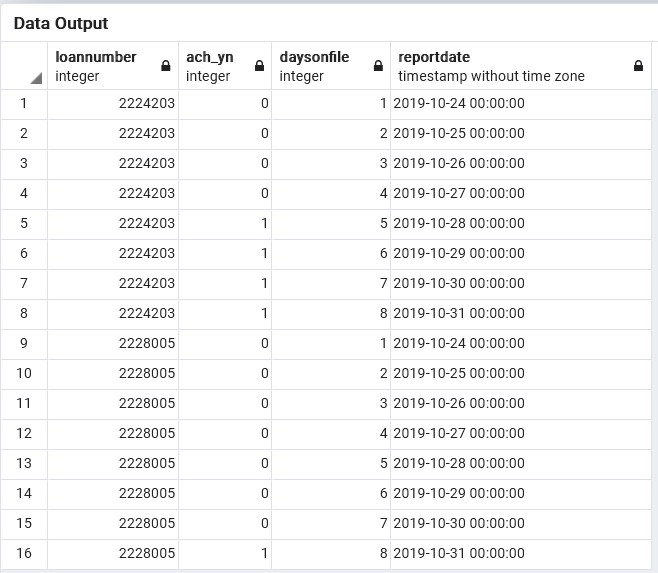 Data Output
loannumber ach_yn daysonfile reportdate
integer integer integer timestamp without time zone
1 2224203 0 1 2019-10-24 00:00:00
2 2224203 0 2 2019-10-25 00:00:00
3 2224203 0 3 2019-10-26 00:00:00
4 2224203 0 4 2019-10-27 00:00:00
5 2224203 1 5 2019-10-28 00:00:00
6 2224203 1 6 2019-10-29 00:00:00
7 2224203 1 7 2019-10-30 00:00:00
8 2224203 1 8 2019-10-31 00:00:00
9 2228005 0 1 2019-10-24 00:00:00
10 2228005 0 2 2019-10-25 00:00:00
11 2228005 0 3 2019-10-26 00:00:00
12 2228005 0 4 2019-10-27 00:00:00
13 2228005 0 5 2019-10-28 00:00:00
14 2228005 0 6 2019-10-29 00:00:00
15 2228005 0 7 2019-10-30 00:00:00
16 2228005 1 8 2019-10-31 00:00:00